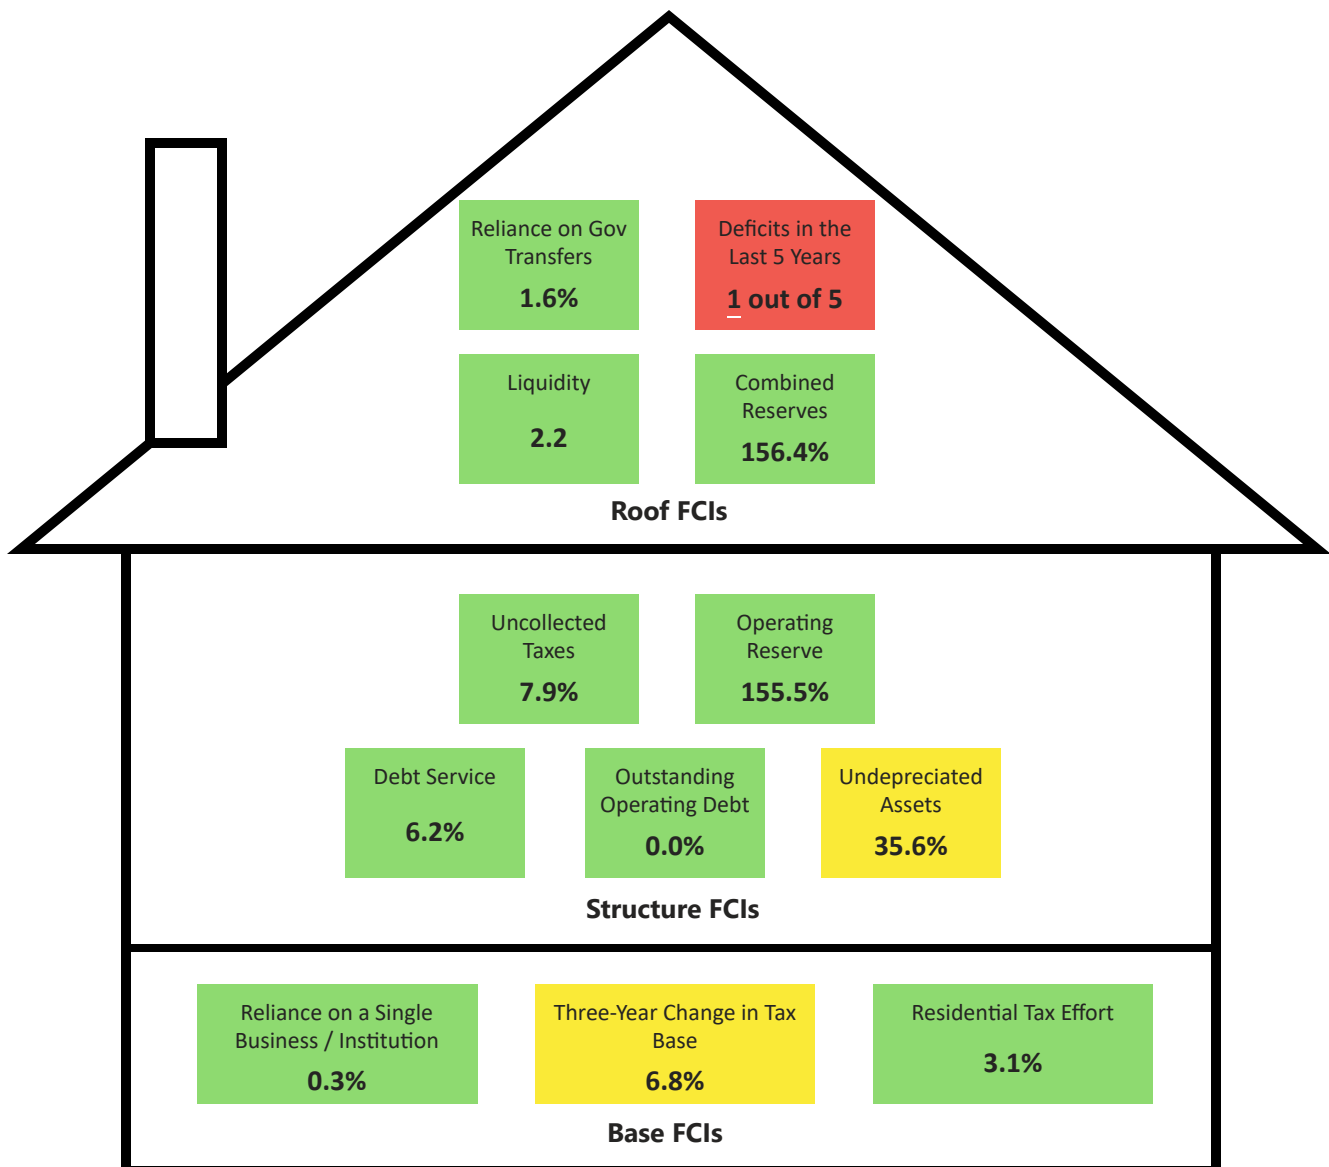 Reliance on Gov
Transfers
1.6%
Deficits in the
Last 5 Years
1 out of 5
Liquidity
2.2
Combined
Reserves
156.4%
Roof FCIs
Uncollected
Taxes
7.9%
Operating
Reserve
155.5%
Debt Service
6.2%
Outstanding
Operating Debt
0.0%
Undepreciated
Assets
35.6%
Structure FCIs
Reliance on a Single
Business / Institution
0.3%
Three-Year Change in Tax
Base
6.8%
Residential Tax Effort
3.1%
Base FCIs